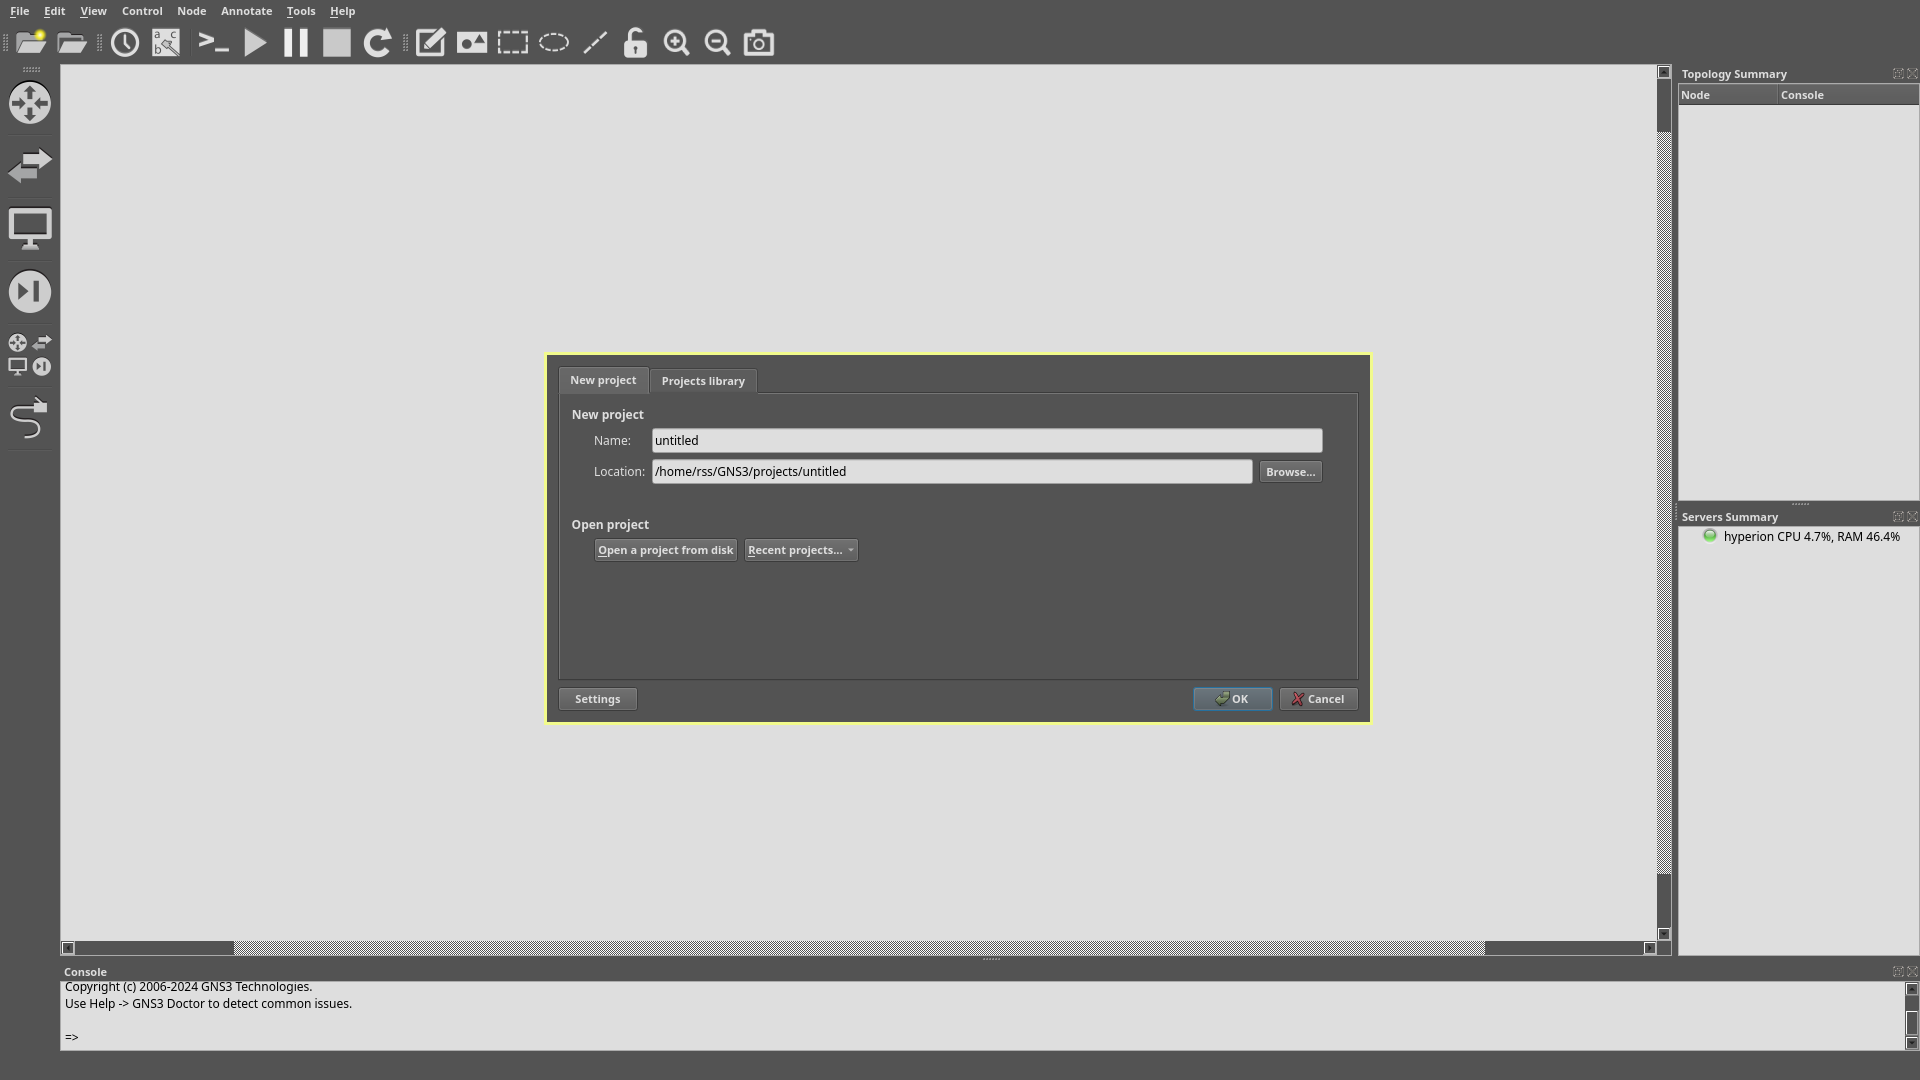 File Edit View Control Node Annotate Tools Help
a c
b
>_
Topology Summary
Node Console
New project Projects library
New project
Name: untitled
Location: /home/rss/GNS3/projects/untitled Browse...
Open project
Open a project from disk Recent projects...
Settings OK Cancel
Servers Summary
hyperion CPU 4.7%, RAM 46.4%
Console
Copyright (c) 2006-2024 GNS3 Technologies.
Use Help -> GNS3 Doctor to detect common issues.
=>